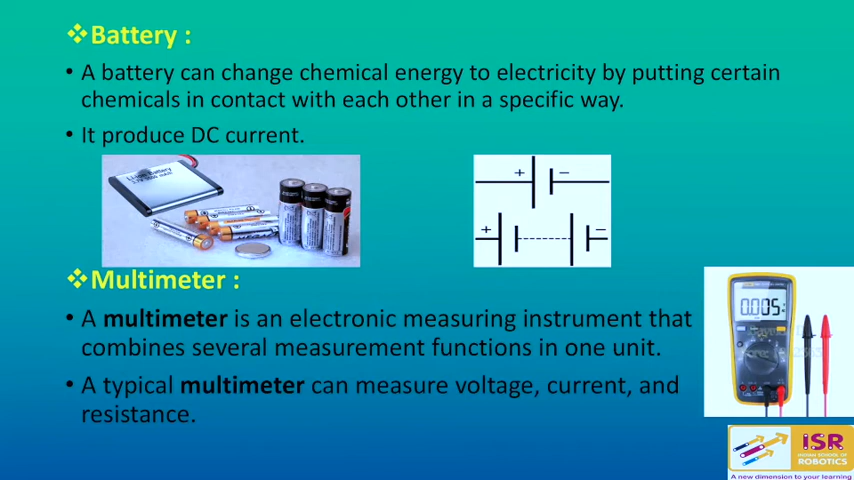 ❖Battery :
• A battery can change chemical energy to electricity by putting certain
chemicals in contact with each other in a specific way.
• It produce DC current.
Li-ion Battery
+ −
+ −
❖Multimeter :
• A multimeter is an electronic measuring instrument that
combines several measurement functions in one unit.
• A typical multimeter can measure voltage, current, and
resistance.
0.005
ISR
INDIAN SCHOOL OF
ROBOTICS
A new dimension to your learning